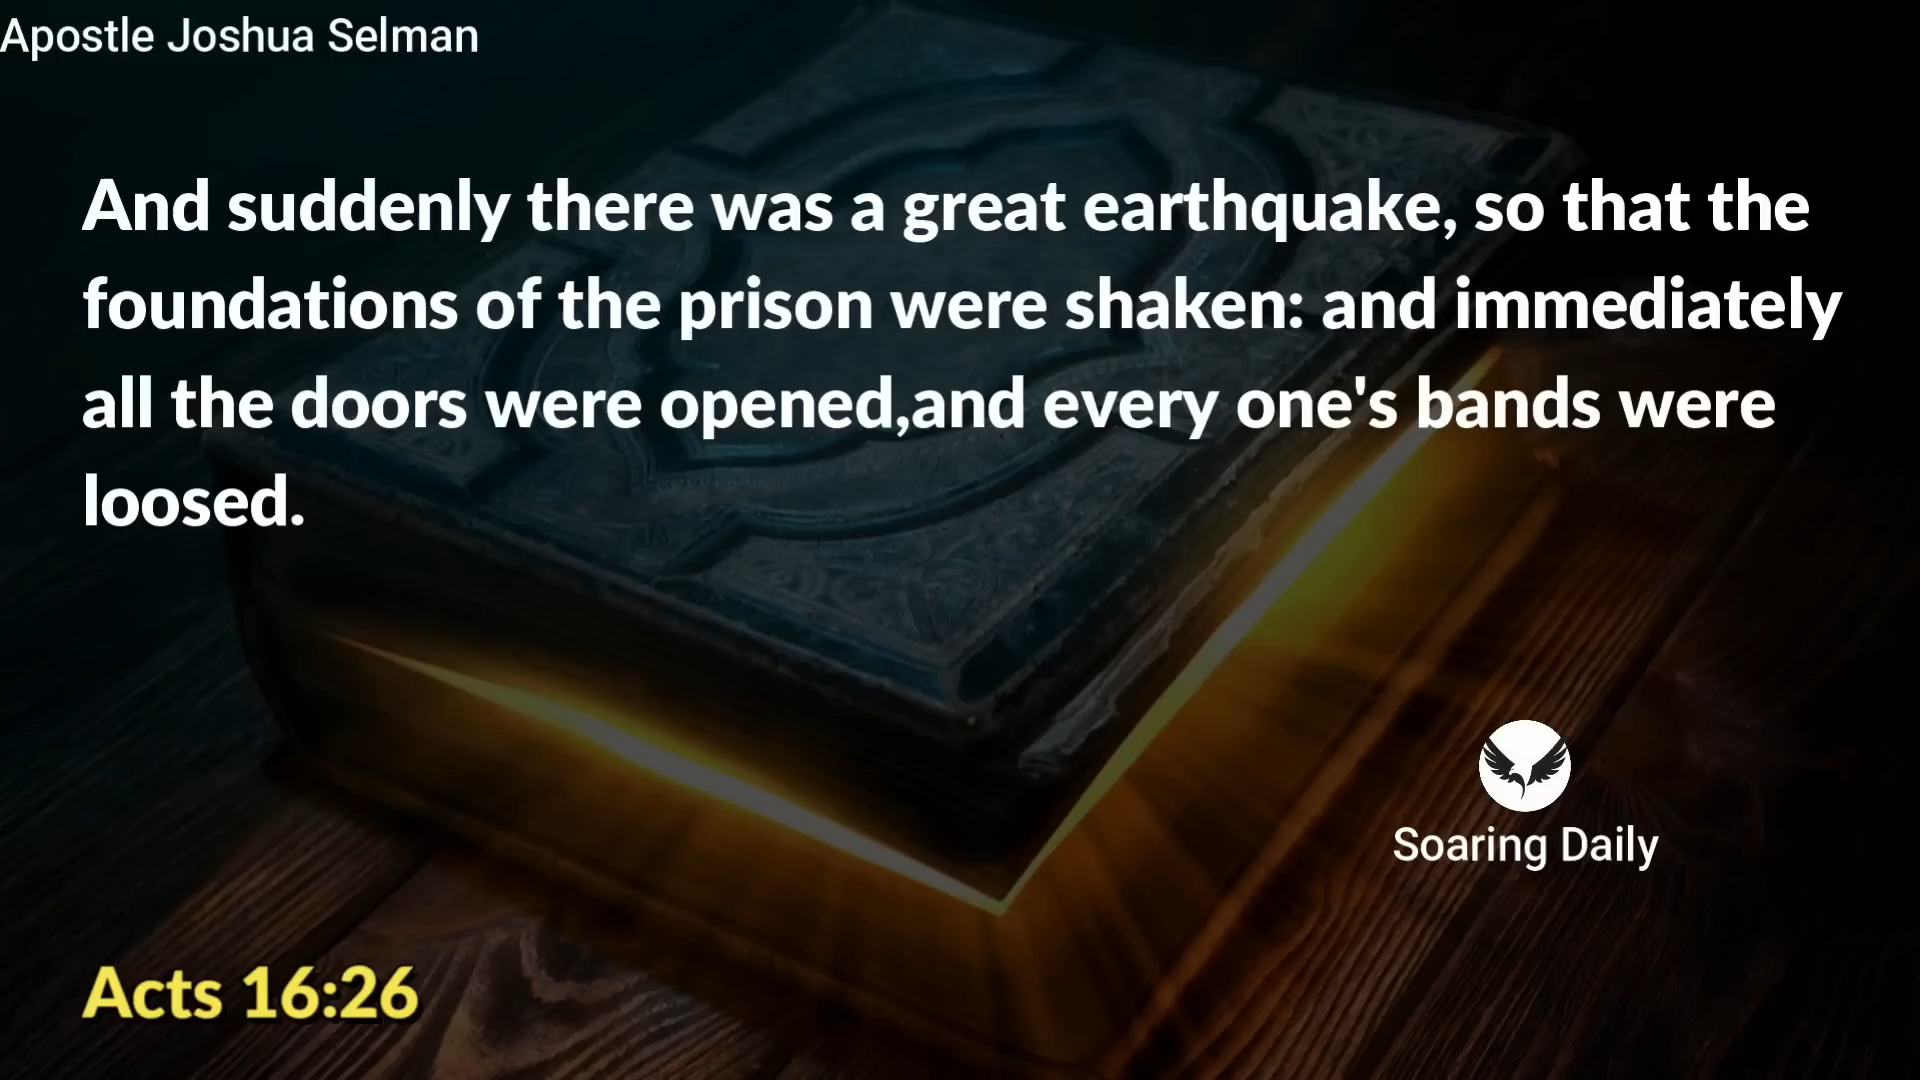 Apostle Joshua Selman
And suddenly there was a great earthquake, so that the
foundations of the prison were shaken: and immediately
all the doors were opened,and every one's bands were
loosed.
Soaring Daily
Acts 16:26